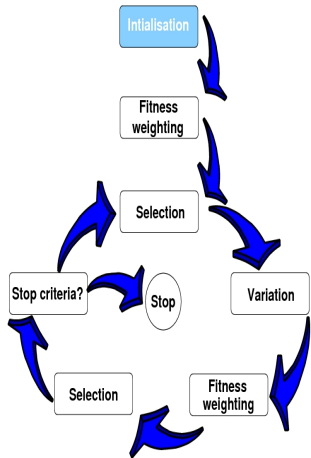 Intialisation
Fitness
weighting
Selection
Stop criteria?
Stop
Variation
Selection
Fitness
weighting